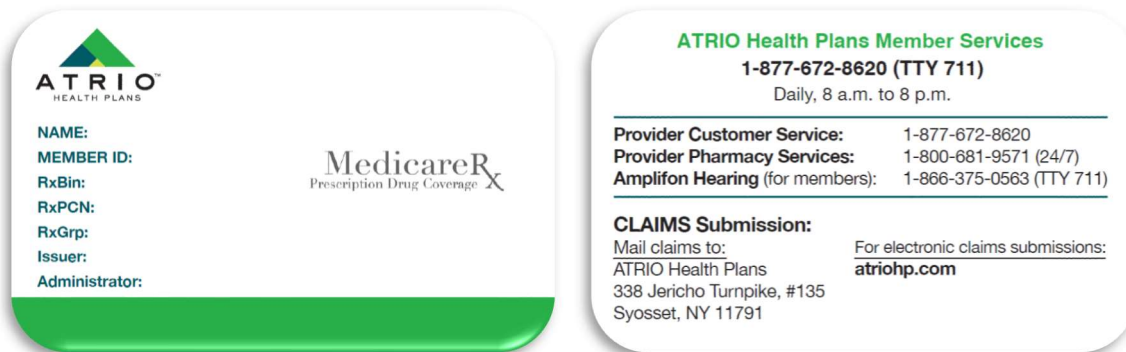 ATRIO™
HEALTH PLANS
NAME:
MEMBER ID:
RxBin:
RxPCN:
RxGrp:
Issuer:
Administrator:
MedicareRx
Prescription Drug Coverage
ATRIO Health Plans Member Services
1-877-672-8620 (TTY 711)
Daily, 8 a.m. to 8 p.m.
Provider Customer Service: 1-877-672-8620
Provider Pharmacy Services: 1-800-681-9571 (24/7)
Amplifon Hearing (for members): 1-866-375-0563 (TTY 711)
CLAIMS Submission:
Mail claims to:
ATRIO Health Plans
338 Jericho Turnpike, #135
Syosset, NY 11791
For electronic claims submissions:
atriohp.com